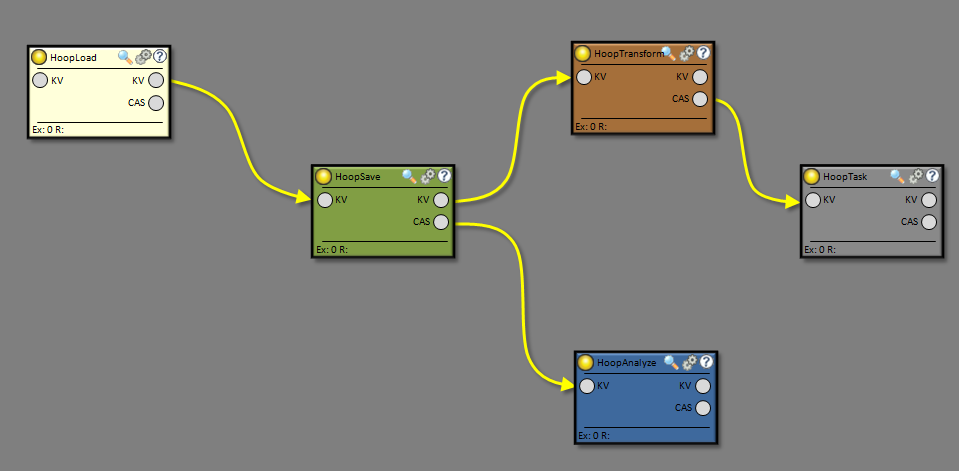 HoopLoad ?
KV KV
CAS
Ex: 0 R:
HoopTransform ?
KV KV
CAS
Ex: 0 R:
HoopSave ?
KV KV
CAS
Ex: 0 R:
HoopTask ?
KV KV
CAS
Ex: 0 R:
HoopAnalyze ?
KV KV
CAS
Ex: 0 R: